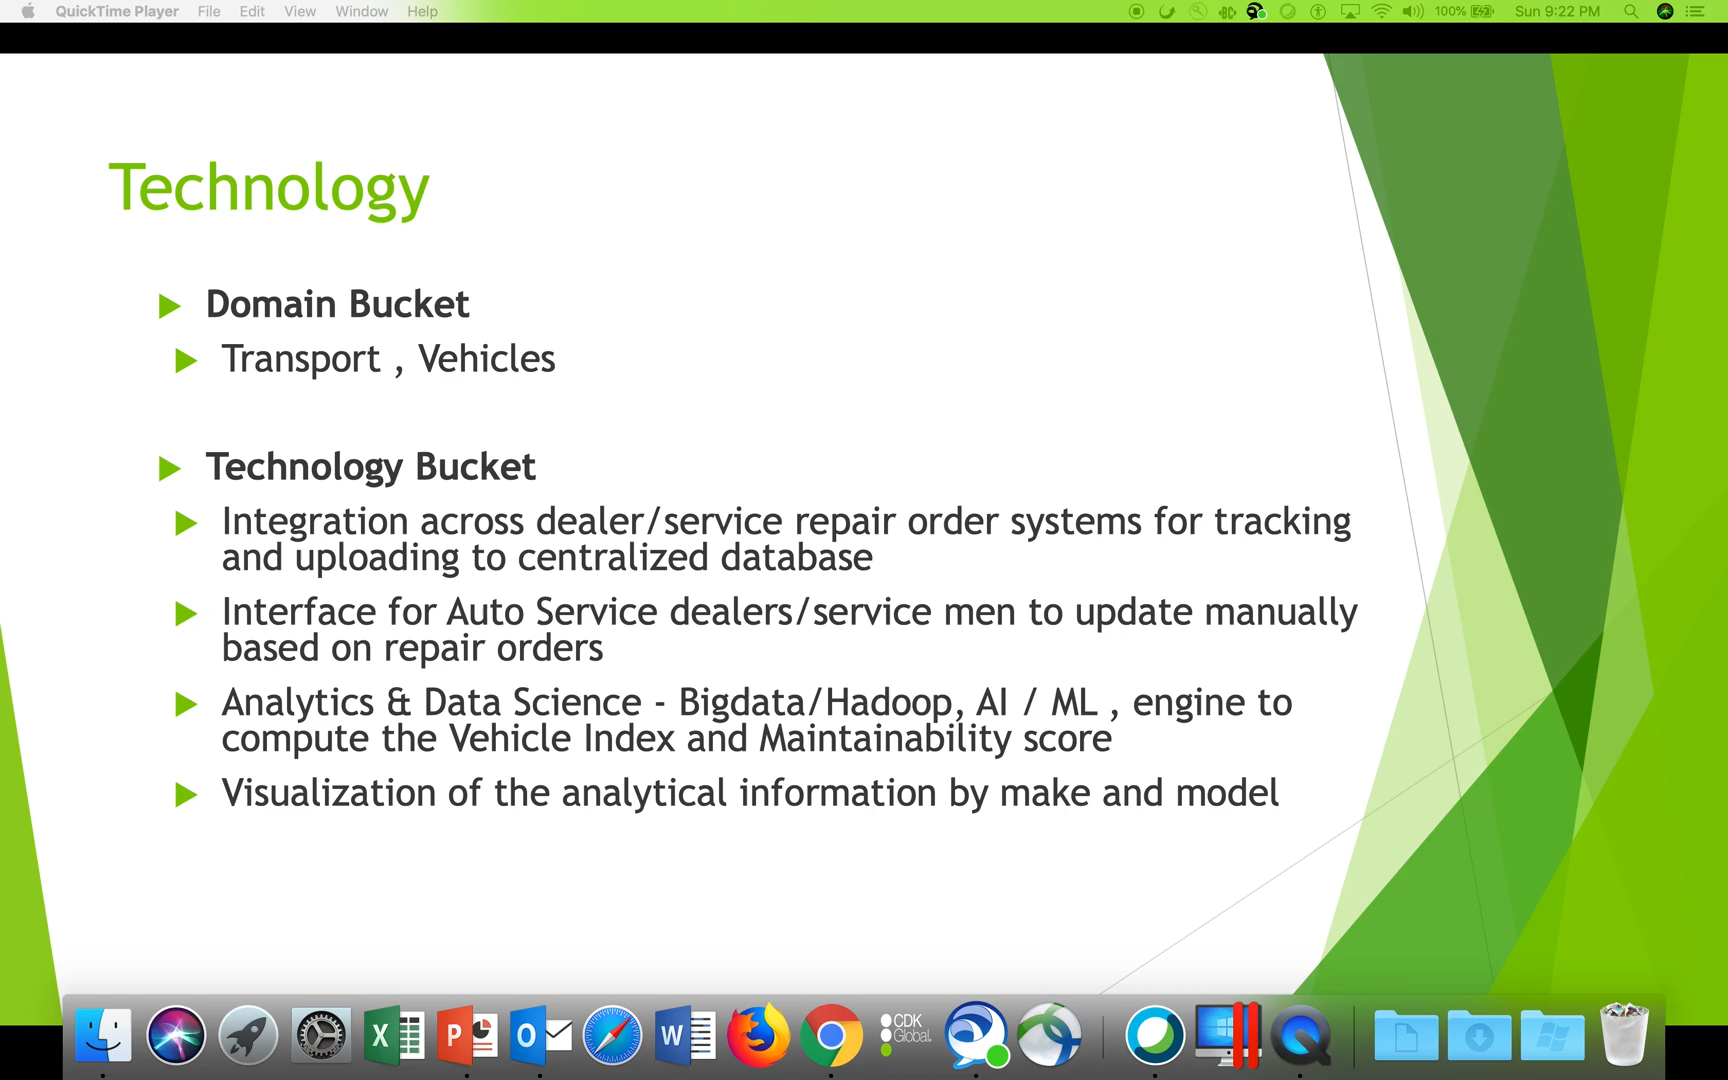 QuickTime Player File Edit View Window Help 100% Sun 9:22 PM
Technology
Domain Bucket
Transport , Vehicles
Technology Bucket
Integration across dealer/service repair order systems for tracking
and uploading to centralized database
Interface for Auto Service dealers/service men to update manually
based on repair orders
Analytics & Data Science - Bigdata/Hadoop, AI / ML , engine to
compute the Vehicle Index and Maintainability score
Visualization of the analytical information by make and model
CDK
Global